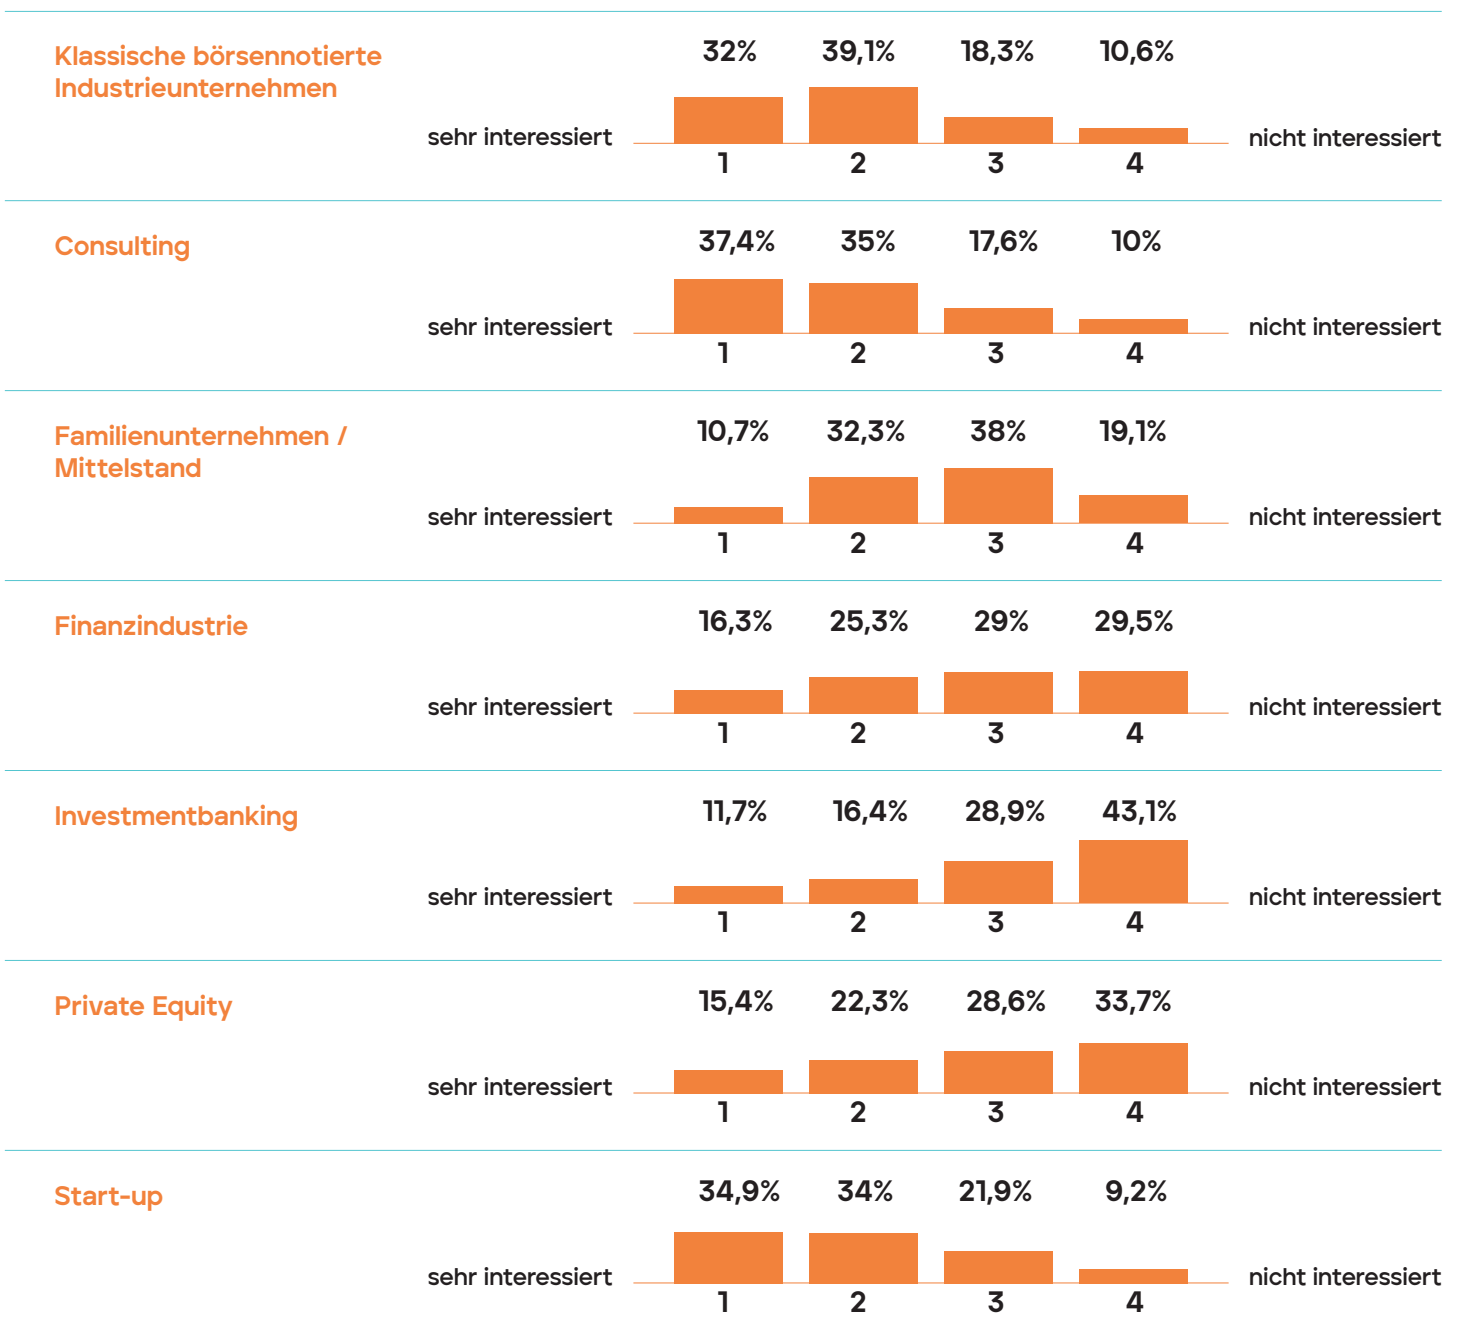 Klassische börsennotierte
Industrieunternehmen
32% 39,1% 18,3% 10,6%
sehr interessiert nicht interessiert
1 2 3 4
Consulting
37,4% 35% 17,6% 10%
sehr interessiert nicht interessiert
1 2 3 4
Familienunternehmen /
Mittelstand
10,7% 32,3% 38% 19,1%
sehr interessiert nicht interessiert
1 2 3 4
Finanzindustrie
16,3% 25,3% 29% 29,5%
sehr interessiert nicht interessiert
1 2 3 4
Investmentbanking
11,7% 16,4% 28,9% 43,1%
sehr interessiert nicht interessiert
1 2 3 4
Private Equity
15,4% 22,3% 28,6% 33,7%
sehr interessiert nicht interessiert
1 2 3 4
Start-up
34,9% 34% 21,9% 9,2%
sehr interessiert nicht interessiert
1 2 3 4